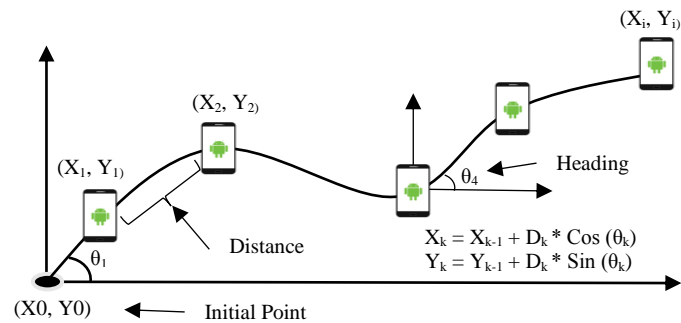 (Xᵢ, Yᵢ)
(X₂, Y₂)
(X₁, Y₁)
Heading
θ₄
Distance
Xₖ = Xₖ₋₁ + Dₖ * Cos (θₖ)
Yₖ = Yₖ₋₁ + Dₖ * Sin (θₖ)
θ₁
(X0, Y0)
Initial Point